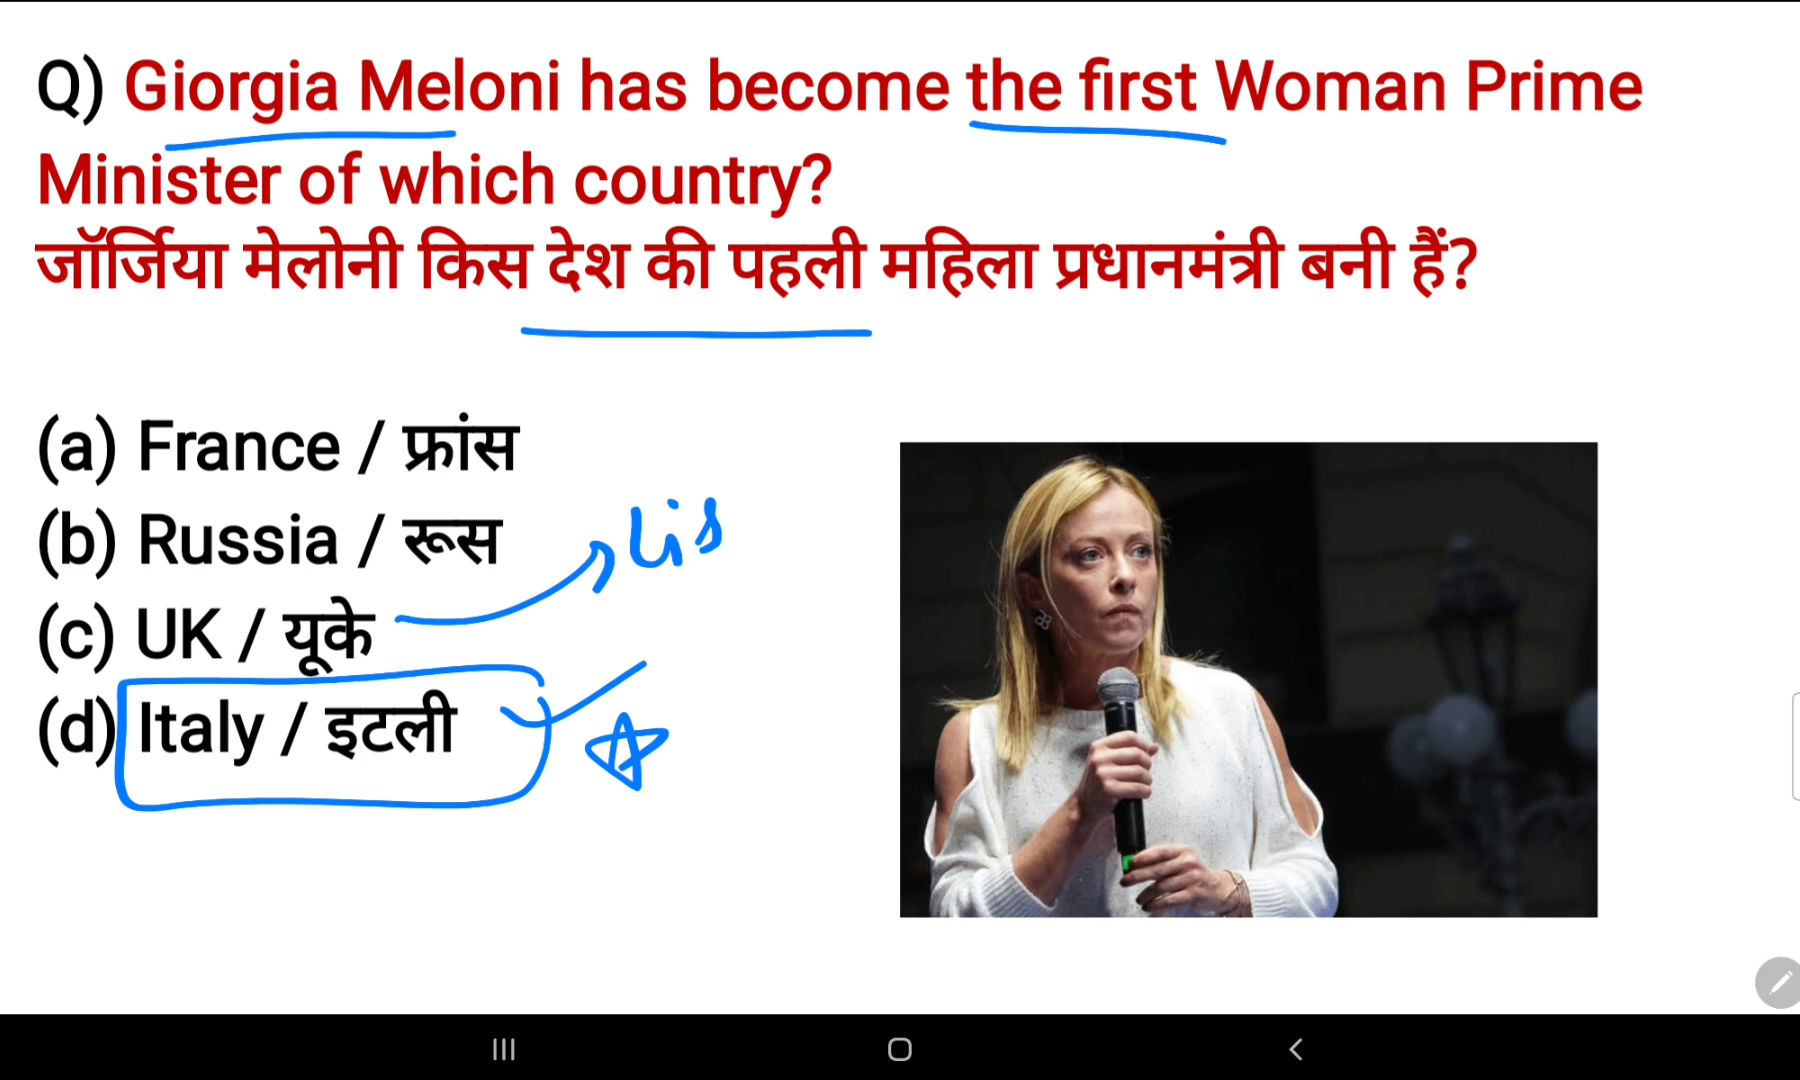 Q) Giorgia Meloni has become the first Woman Prime
Minister of which country?
जॉर्जिया मेलोनी किस देश की पहली महिला प्रधानमंत्री बनी हैं?
(a) France / फ्रांस
(b) Russia / रूस
Lis
(c) UK / यूके
(d) Italy / इटली